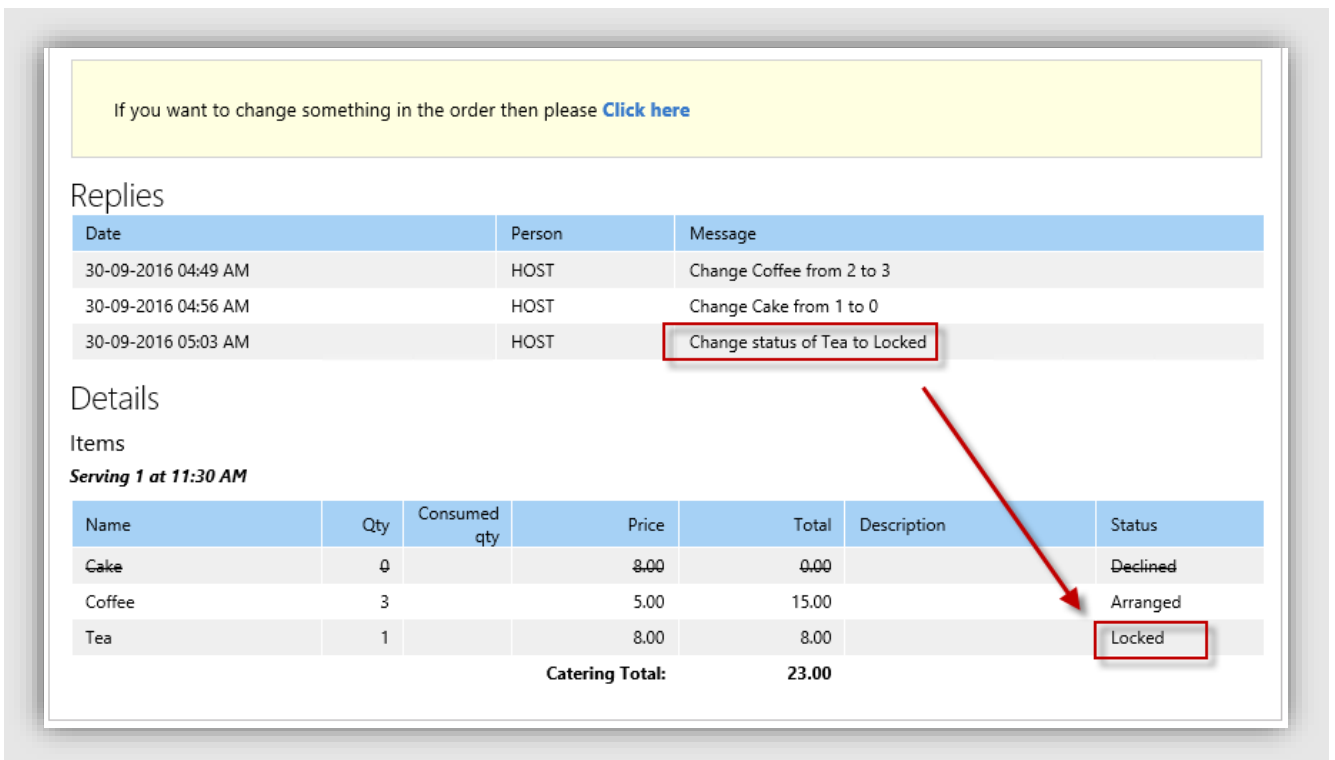 If you want to change something in the order then please Click here
Replies
Date Person Message
30-09-2016 04:49 AM HOST Change Coffee from 2 to 3
30-09-2016 04:56 AM HOST Change Cake from 1 to 0
30-09-2016 05:03 AM HOST Change status of Tea to Locked
Details
Items
Serving 1 at 11:30 AM
Name Qty Consumed qty Price Total Description Status
Cake 0 8.00 0.00 Declined
Coffee 3 5.00 15.00 Arranged
Tea 1 8.00 8.00 Locked
Catering Total: 23.00